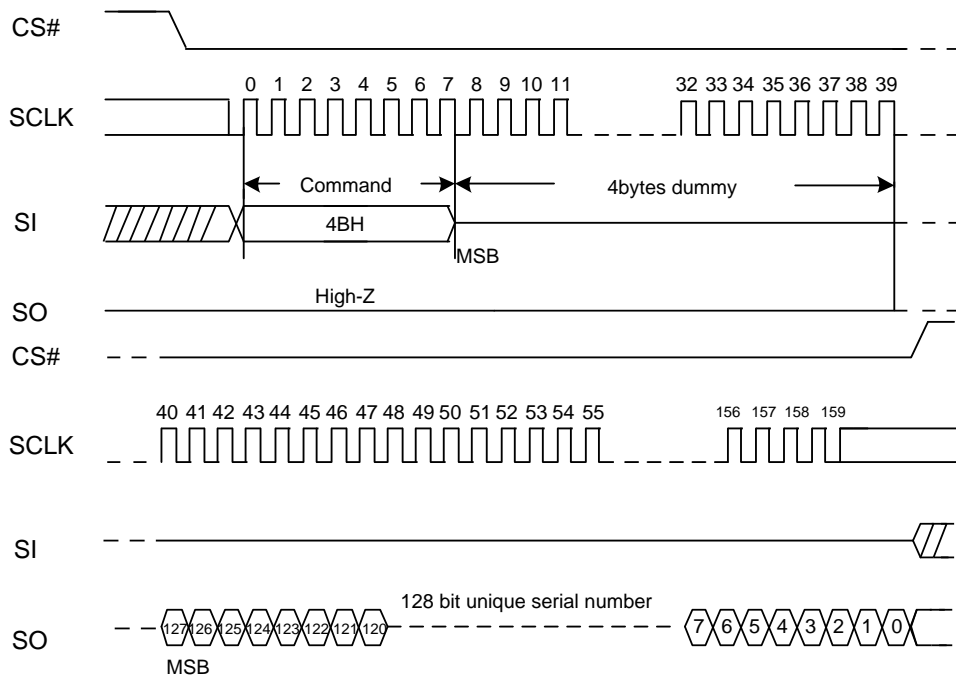 CS#
0 1 2 3 4 5 6 7 8 9 10 11 32 33 34 35 36 37 38 39
SCLK
Command 4bytes dummy
SI 4BH
MSB
High-Z
SO
CS#
40 41 42 43 44 45 46 47 48 49 50 51 52 53 54 55 156 157 158 159
SCLK
SI
128 bit unique serial number
SO 127 126 125 124 123 122 121 120 7 6 5 4 3 2 1 0
MSB